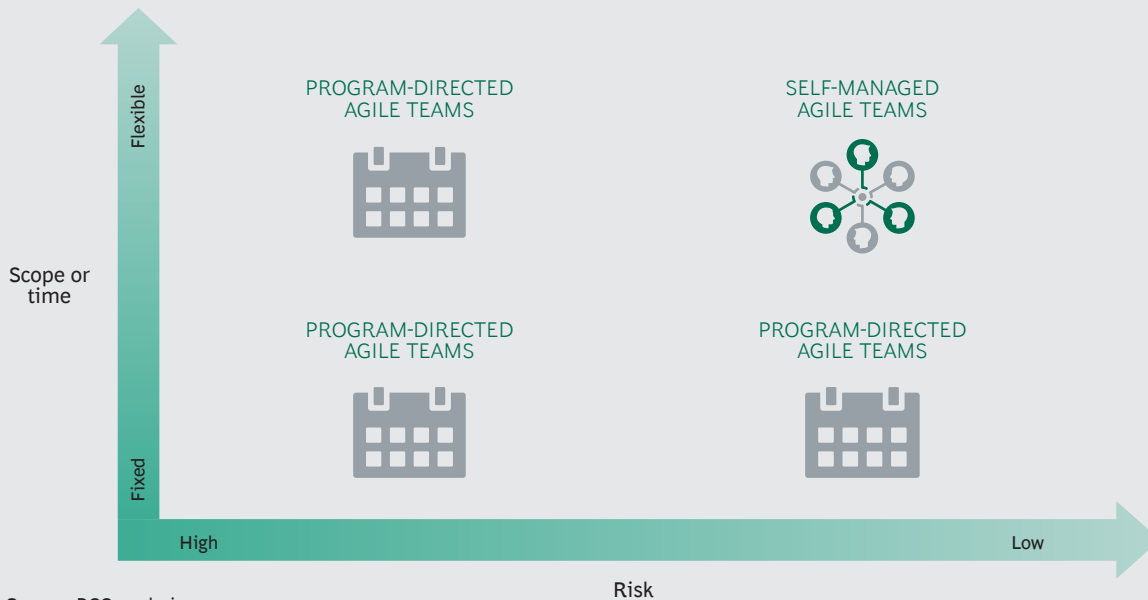 Flexible
PROGRAM-DIRECTED
AGILE TEAMS
SELF-MANAGED
AGILE TEAMS
Scope or
time
PROGRAM-DIRECTED
AGILE TEAMS
PROGRAM-DIRECTED
AGILE TEAMS
Fixed
High
Low
Risk